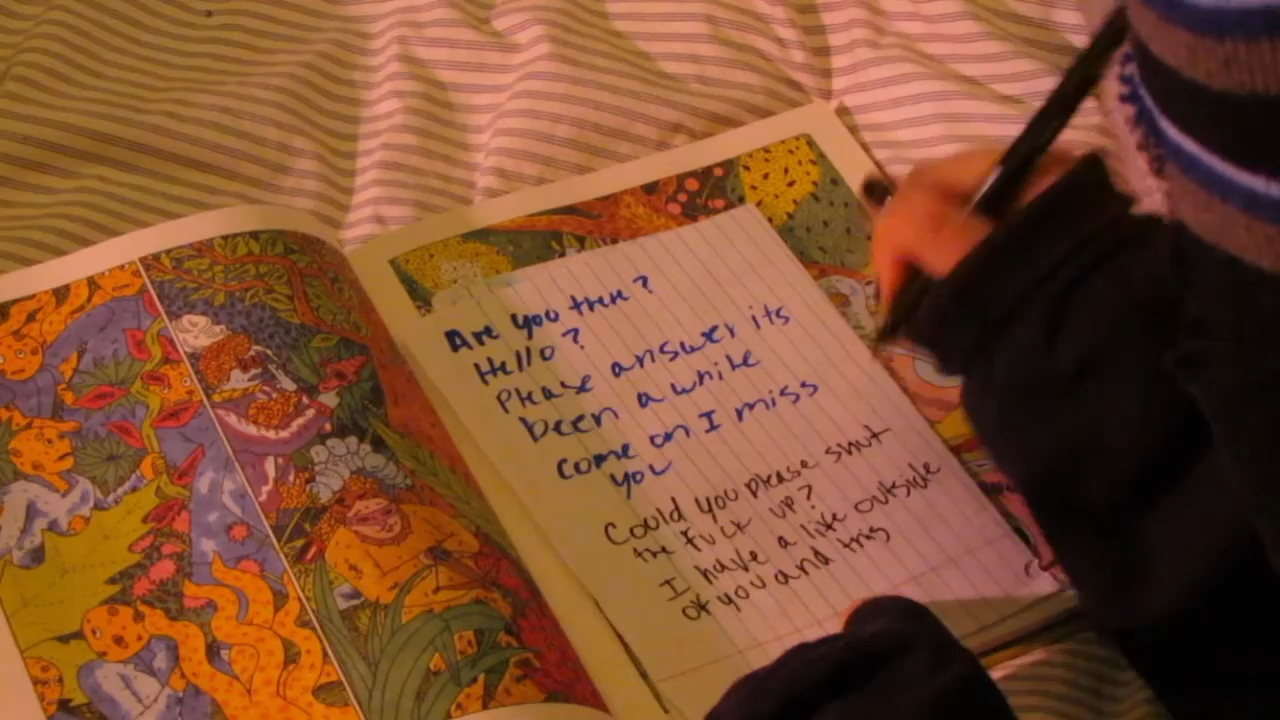 Are you there?
Hello?
Please answer its
been a while
come on I miss
you
Could you please shut
the fuck up?
I have a life outside
of you and this